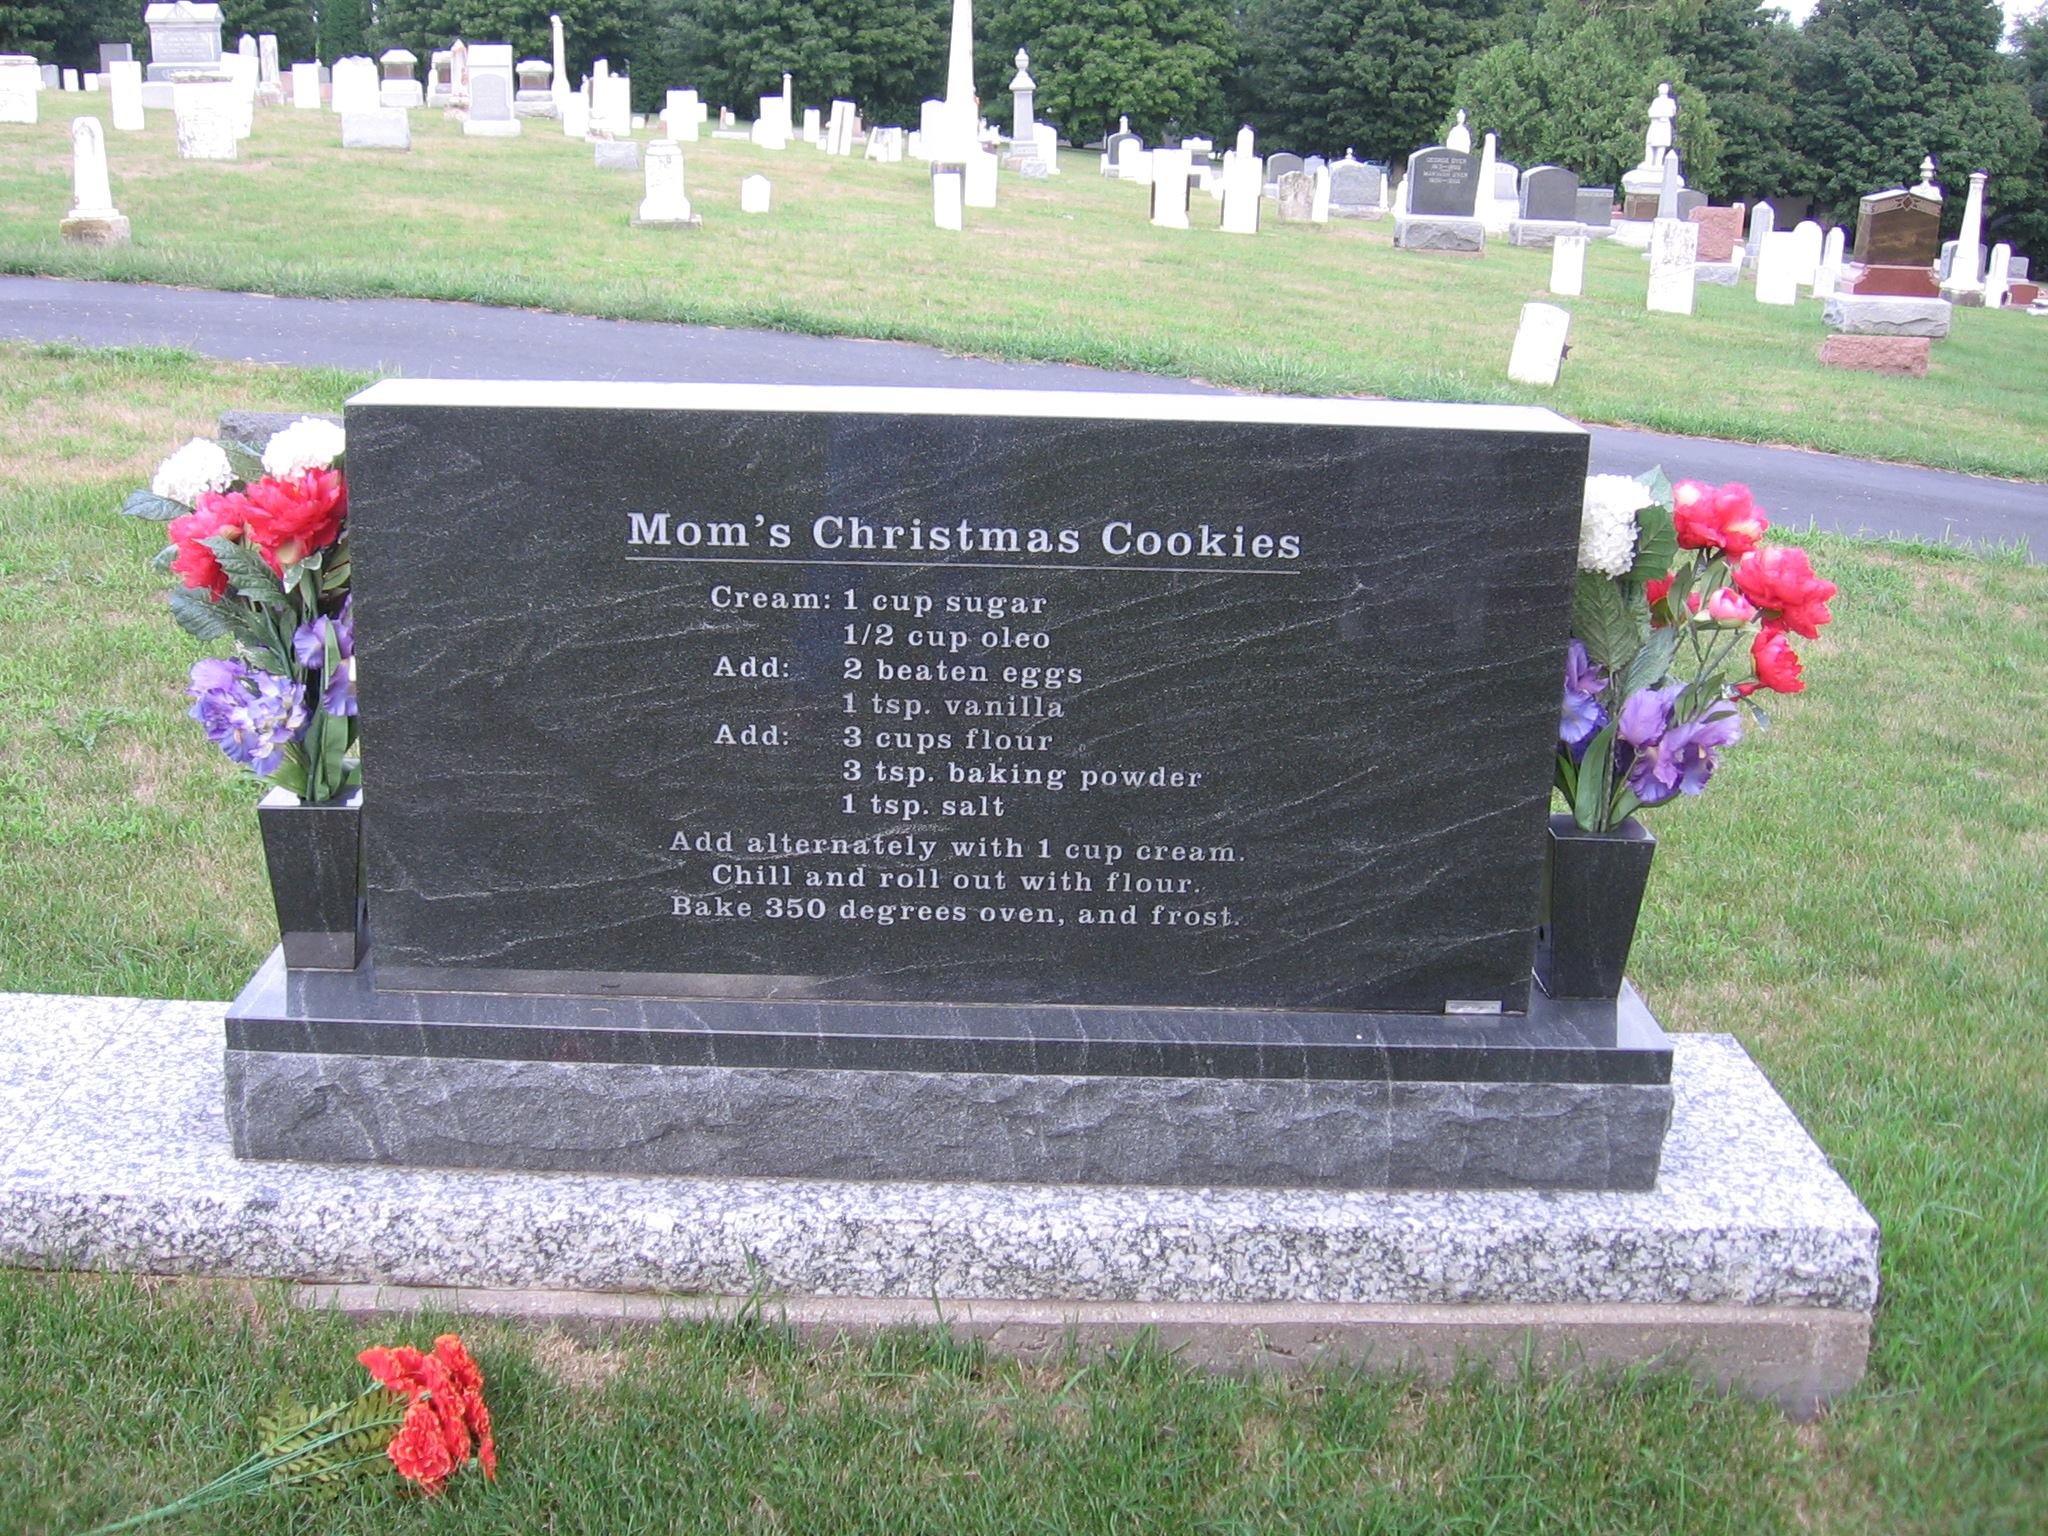 Mom's Christmas Cookies
Cream: 1 cup sugar
1/2 cup oleo
Add: 2 beaten eggs
1 tsp. vanilla
Add: 3 cups flour
3 tsp. baking powder
1 tsp. salt
Add alternately with 1 cup cream.
Chill and roll out with flour.
Bake 350 degrees oven, and frost.